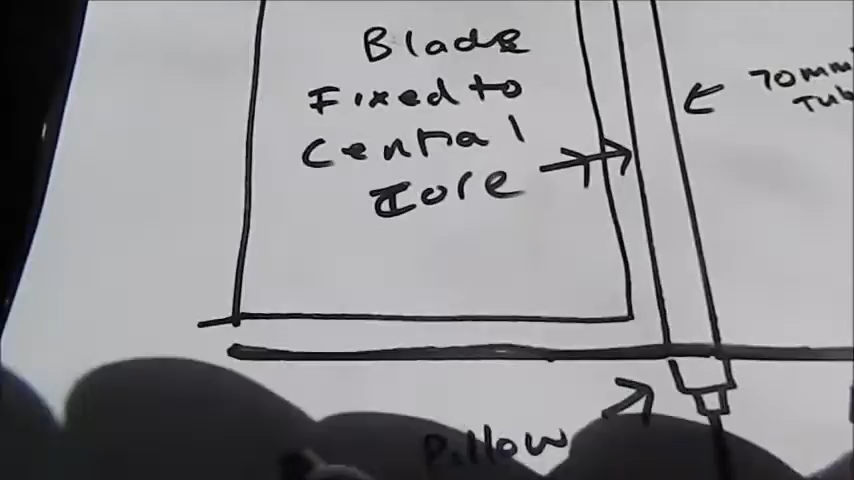 Blade
Fixed to
Central
Core
70mm
Tub
Pillow